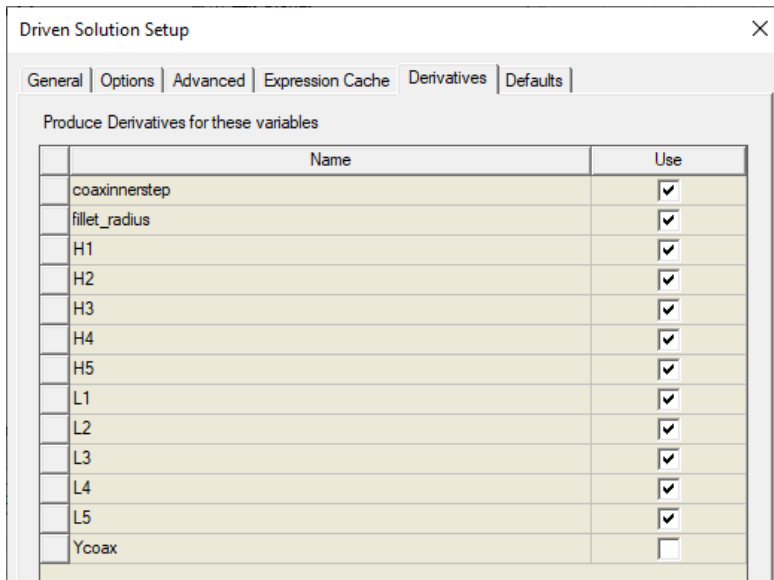 Driven Solution Setup
General Options Advanced Expression Cache Derivatives Defaults
Produce Derivatives for these variables
Name Use
coaxinnerstep
fillet_radius
H1
H2
H3
H4
H5
L1
L2
L3
L4
L5
Ycoax